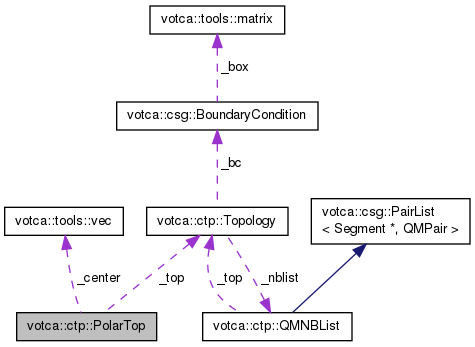 votca::tools::matrix
_box
votca::csg::BoundaryCondition
_bc
votca::tools::vec
votca::ctp::Topology
votca::csg::PairList
< Segment *, QMPair >
_center
_top
_top
_nblist
votca::ctp::PolarTop
votca::ctp::QMNBList